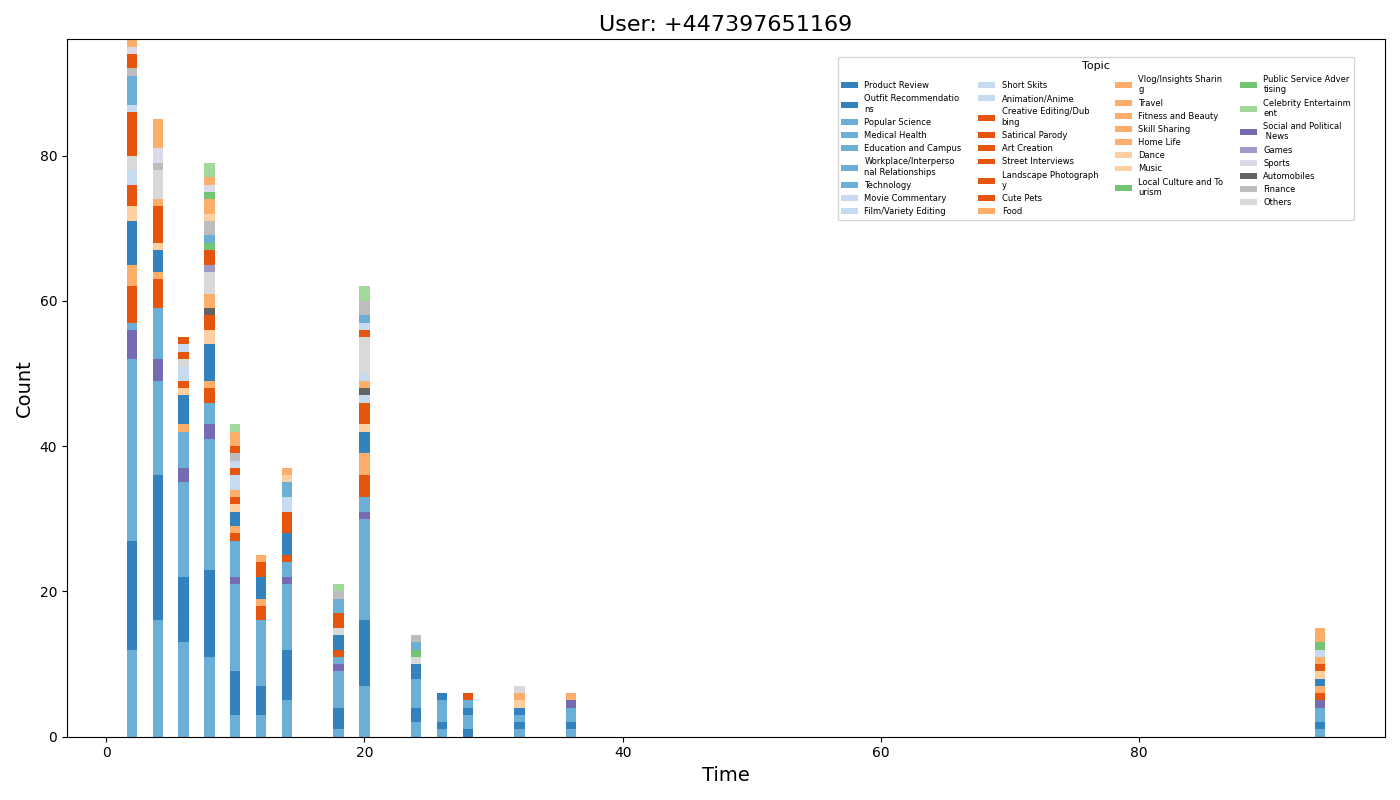 User: +447397651169
Topic
Product Review
Outfit Recommendatio
ns
Popular Science
Medical Health
Education and Campus
Workplace/Interperso
nal Relationships
Technology
Movie Commentary
Film/Variety Editing
Short Skits
Animation/Anime
Creative Editing/Dub
bing
Satirical Parody
Art Creation
Street Interviews
Landscape Photograph
y
Cute Pets
Food
Vlog/Insights Sharin
g
Travel
Fitness and Beauty
Skill Sharing
Home Life
Dance
Music
Local Culture and To
urism
Public Service Adver
tising
Celebrity Entertainm
ent
Social and Political
News
Games
Sports
Automobiles
Finance
Others
Count
80
60
40
20
0
0 20 40 60 80
Time